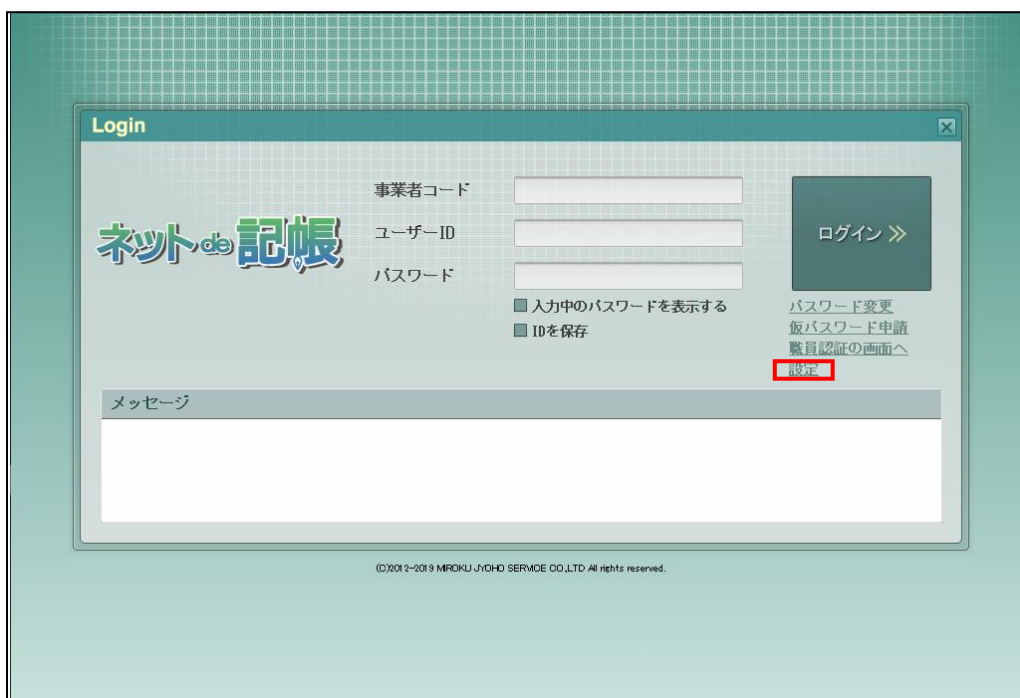 Login
事業者コード
ユーザーID
パスワード
ネットde記帳
ログイン
入力中のパスワードを表示する
IDを保存
パスワード変更
仮パスワード申請
職員認証の画面へ
設定
メッセージ
(C)2012-2019 MIROKU JYOHO SERVICE CO.,LTD All rights reserved.